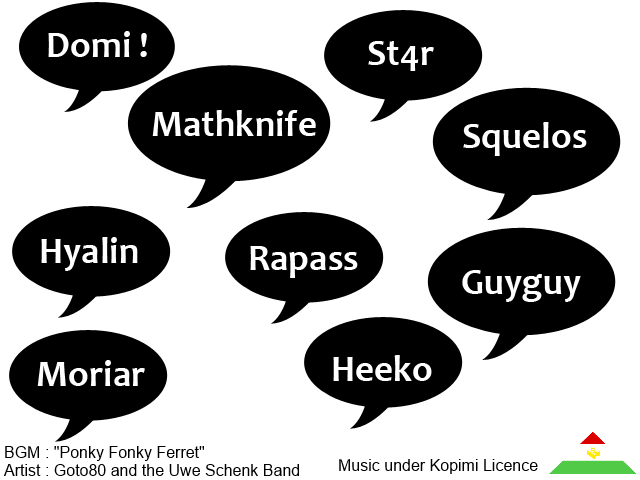 Domi !
St4r
Mathknife
Squelos
Hyalin
Rapass
Guyguy
Moriar
Heeko
BGM : "Ponky Fonky Ferret"
Artist : Goto80 and the Uwe Schenk Band
Music under Kopimi Licence